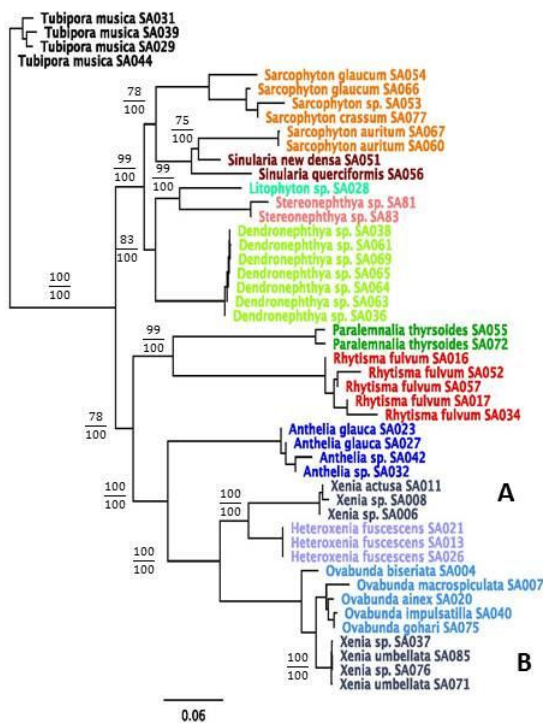 Tubipora musica SA031
Tubipora musica SA039
Tubipora musica SA029
Tubipora musica SA044
78
100
Sarcophyton glaucum SA054
Sarcophyton glaucum SA066
Sarcophyton sp. SA053
Sarcophyton crassum SA077
75
100
Sarcophyton auritum SA067
Sarcophyton auritum SA060
Sinularia new densa SA051
Sinularia querciformis SA056
99
100
99
100
Litophyton sp. SA028
Stereonephthya sp. SA81
Stereonephthya sp. SA83
83
100
Dendronephthya sp. SA038
Dendronephthya sp. SA061
Dendronephthya sp. SA069
Dendronephthya sp. SA065
Dendronephthya sp. SA064
Dendronephthya sp. SA063
Dendronephthya sp. SA036
100
100
99
100
Paralemnalia thyrsoides SA055
Paralemnalia thyrsoides SA072
Rhytisma fulvum SA016
Rhytisma fulvum SA052
Rhytisma fulvum SA057
Rhytisma fulvum SA017
Rhytisma fulvum SA034
78
100
Anthelia glauca SA023
Anthelia glauca SA027
Anthelia sp. SA042
Anthelia sp. SA032
100
100
100
100
Xenia actusa SA011
Xenia sp. SA008
Xenia sp. SA006
A
Heteroxenia fuscescens SA021
Heteroxenia fuscescens SA013
Heteroxenia fuscescens SA026
100
100
Ovabunda biseriata SA004
Ovabunda macrospiculata SA007
Ovabunda ainex SA020
Ovabunda impulsatilla SA040
Ovabunda gohari SA075
100
100
Xenia sp. SA037
Xenia umbellata SA085
Xenia sp. SA076
Xenia umbellata SA071
B
0.06